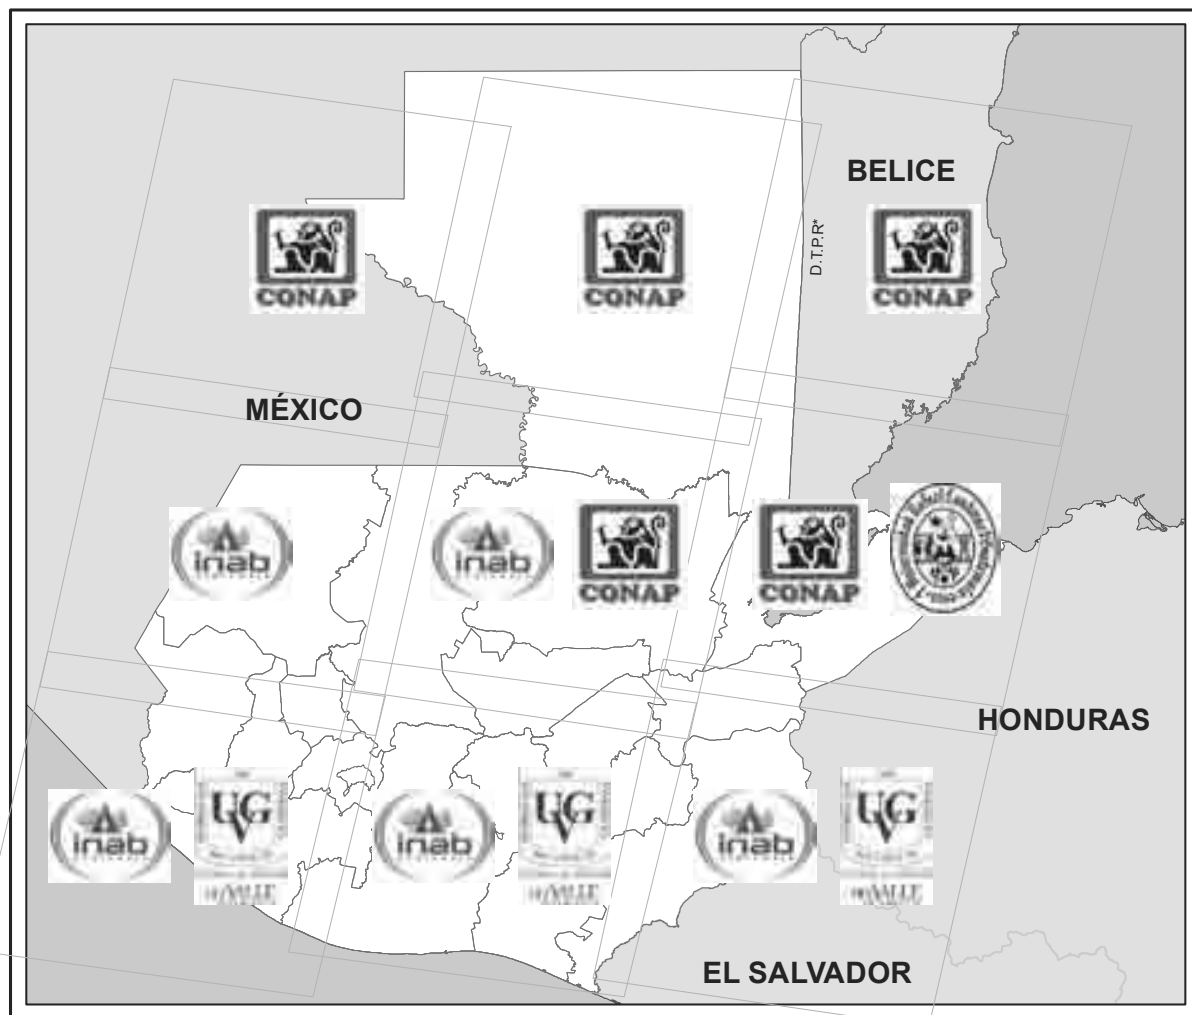 BELICE
D.T.P.R*
CONAP
CONAP
CONAP
MÉXICO
inab
inab
CONAP
CONAP
HONDURAS
inab
UVG
inab
UVG
inab
UVG
EL SALVADOR